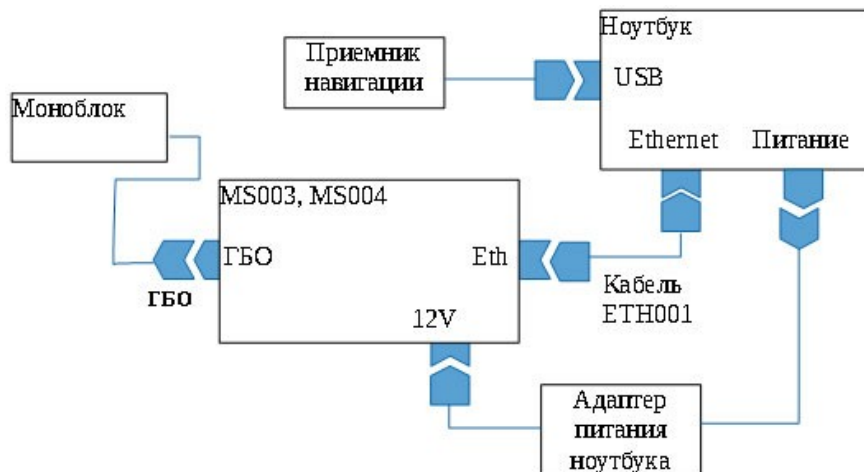 Ноутбук
Приемник
навигации
USB
Моноблок
Ethernet Питание
MS003, MS004
ГБО Eth
ГБО
Кабель
ETH001
12V
Адаптер
питания
ноутбука